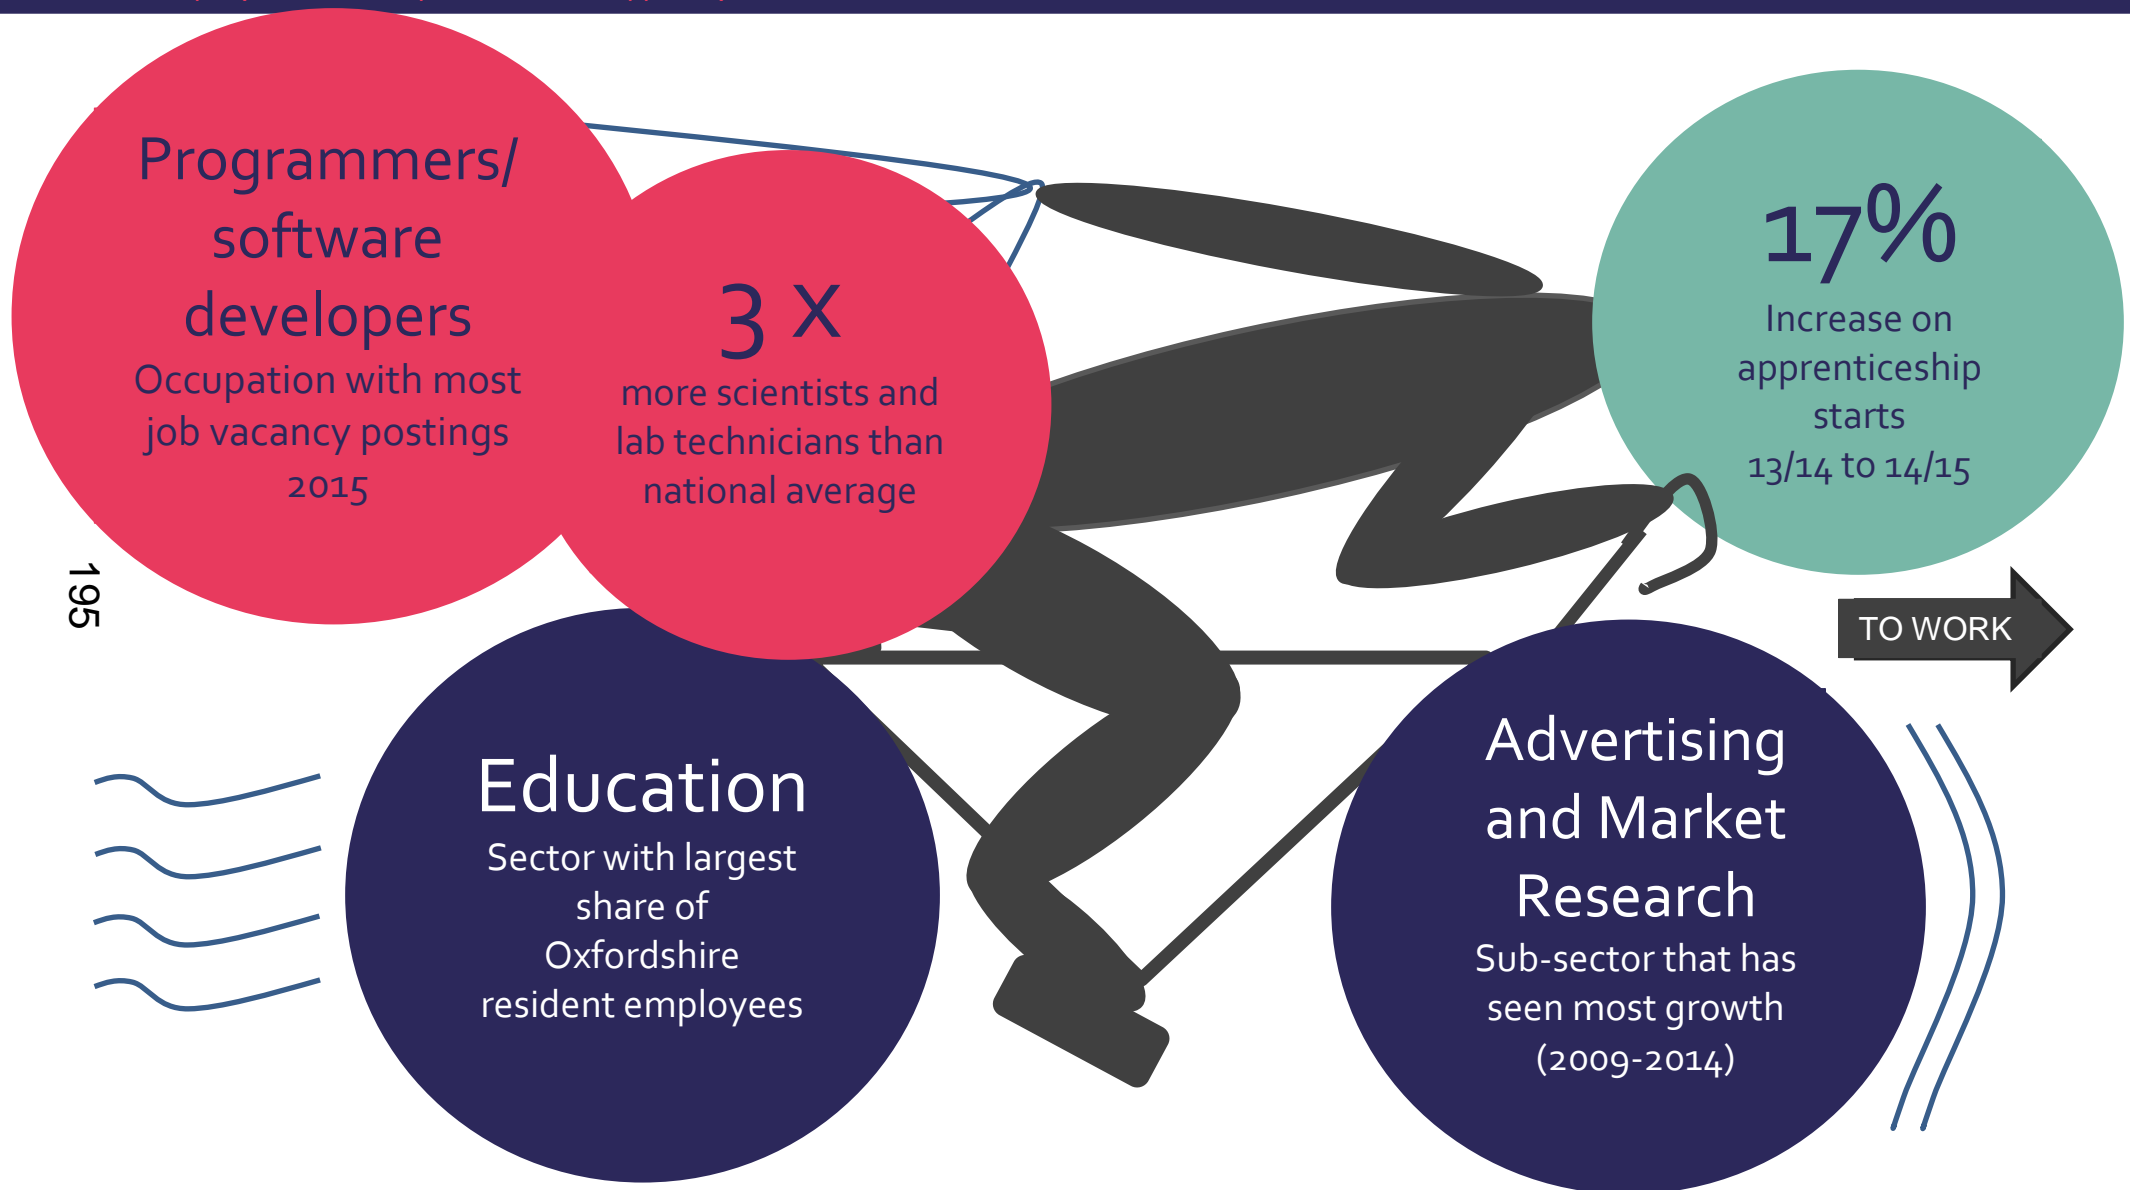 Programmers/
software
developers
Occupation with most
job vacancy postings
2015
3 x
more scientists and
lab technicians than
national average
17%
Increase on
apprenticeship
starts
13/14 to 14/15
195
TO WORK
Education
Sector with largest
share of
Oxfordshire
resident employees
Advertising
and Market
Research
Sub-sector that has
seen most growth
(2009-2014)